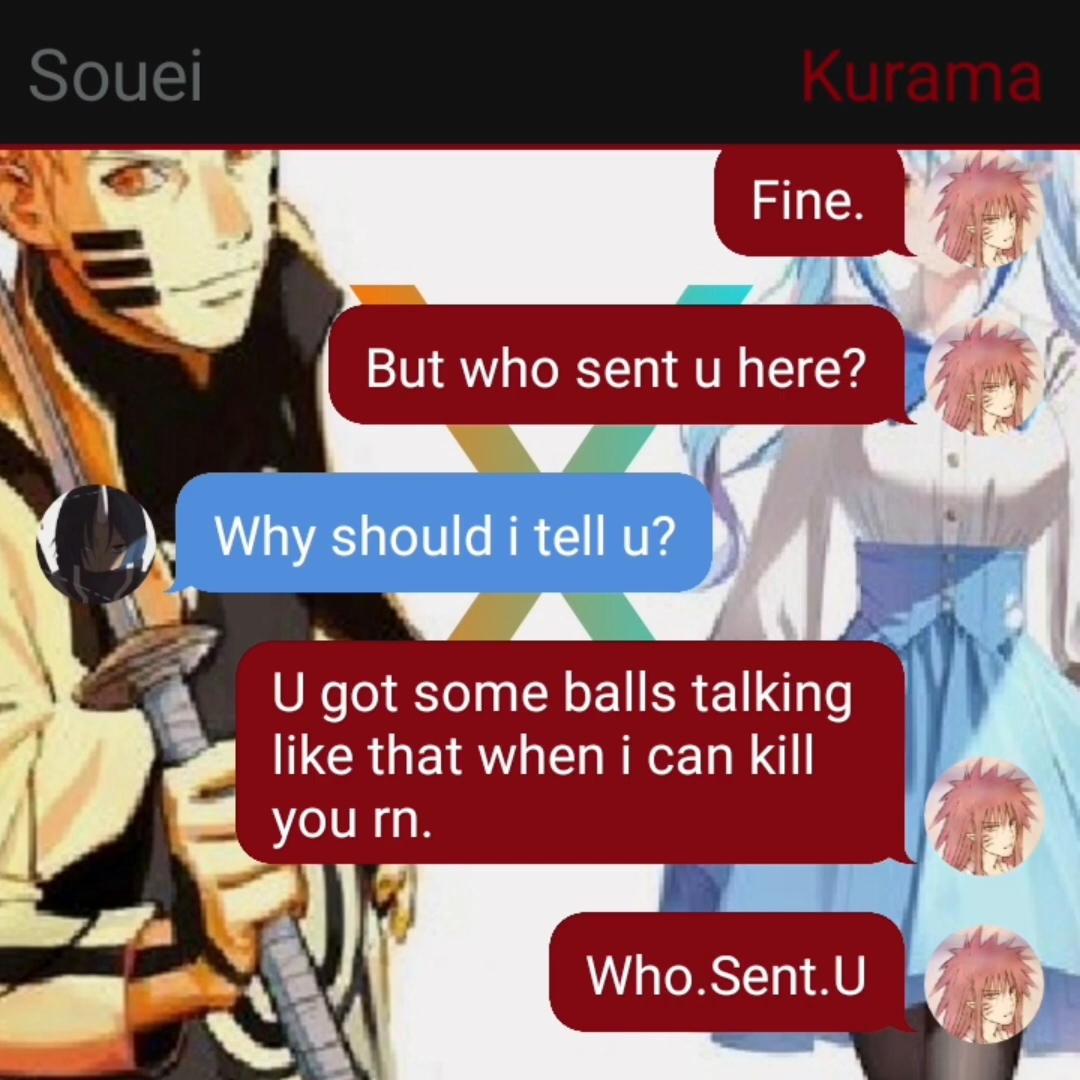 Souei
Kurama
Fine.
But who sent u here?
Why should i tell u?
U got some balls talking
like that when i can kill
you rn.
Who.Sent.U